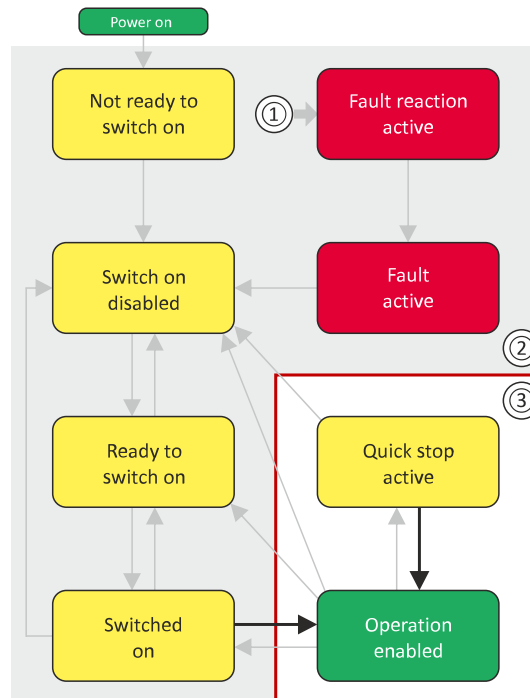 Power on
Not ready to
switch on
1
Fault reaction
active
Switch on
disabled
Fault
active
2
3
Ready to
switch on
Quick stop
active
Switched
on
Operation
enabled